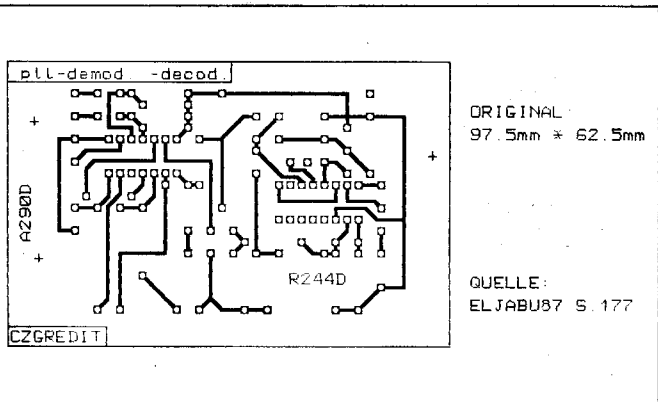 pll-demod. -decod.
ORIGINAL
97.5mm * 62.5mm
A290D
R244D
QUELLE:
ELJABU87 S.177
CZGREDIT